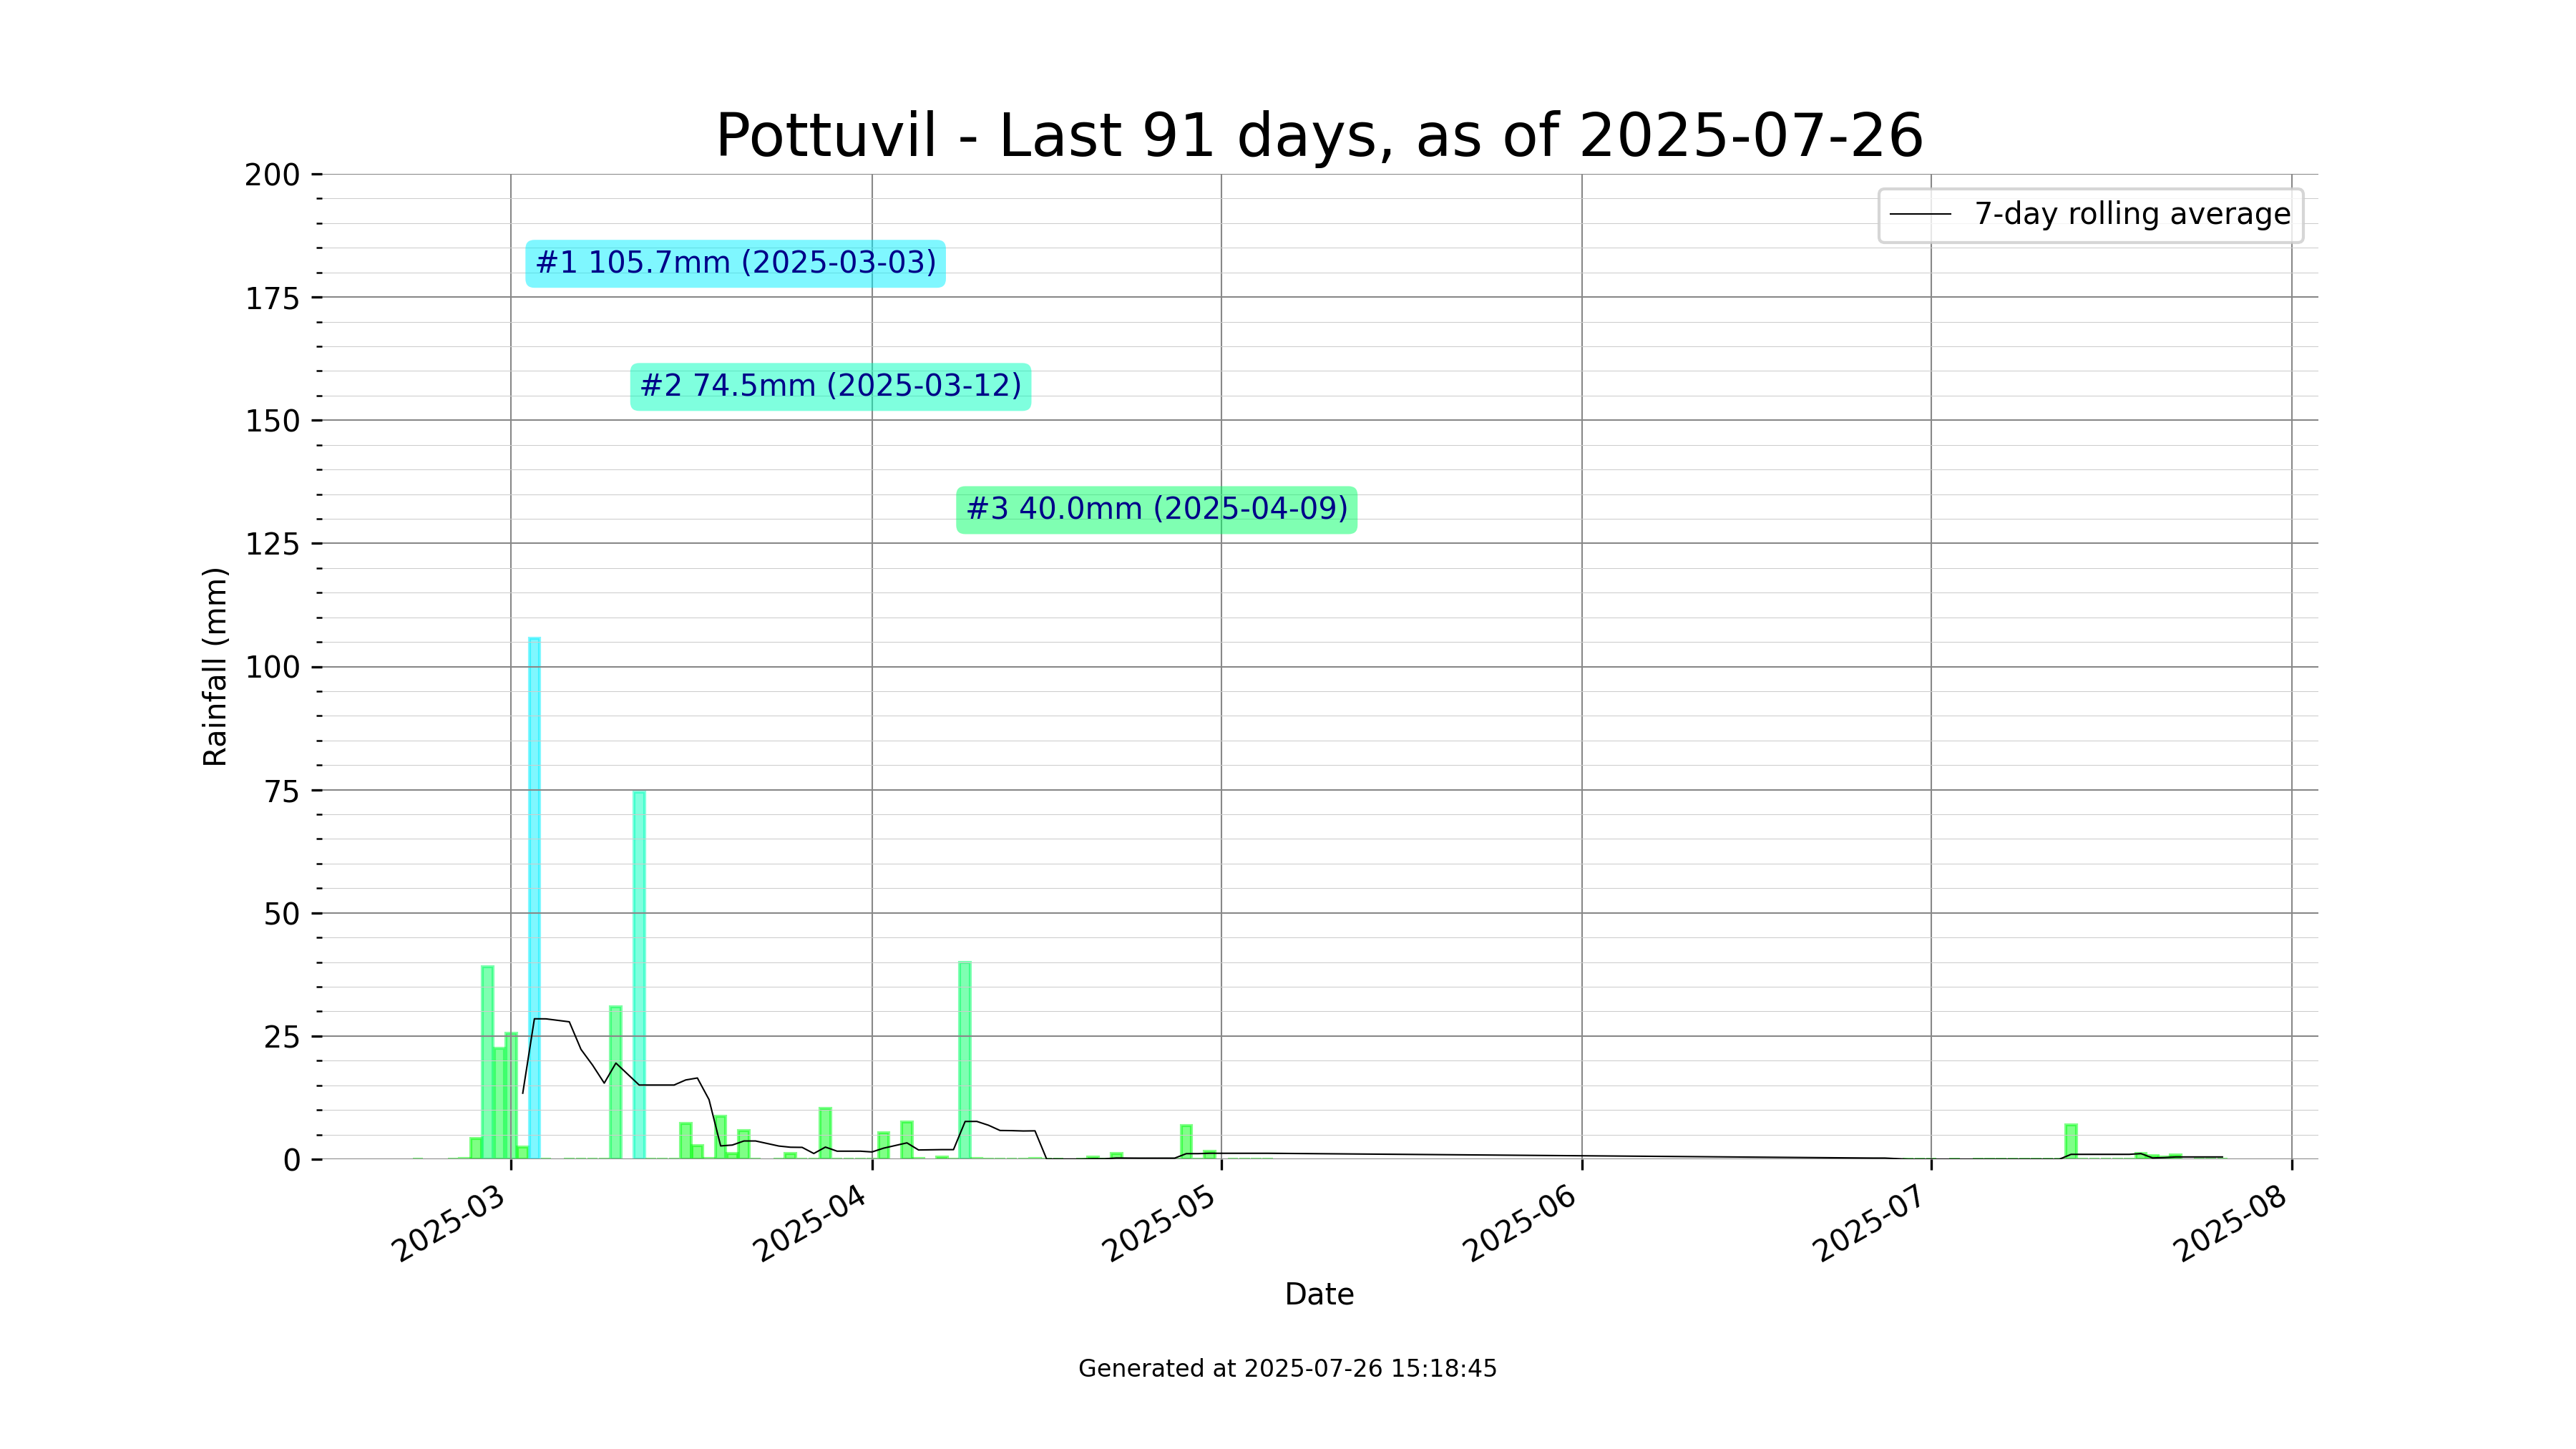 Pottuvil - Last 91 days, as of 2025-07-26
200
175
150
125
100
75
50
25
0
Rainfall (mm)
7-day rolling average
#1 105.7mm (2025-03-03)
#2 74.5mm (2025-03-12)
#3 40.0mm (2025-04-09)
2025-03
2025-04
2025-05
2025-06
2025-07
2025-08
Date
Generated at 2025-07-26 15:18:45